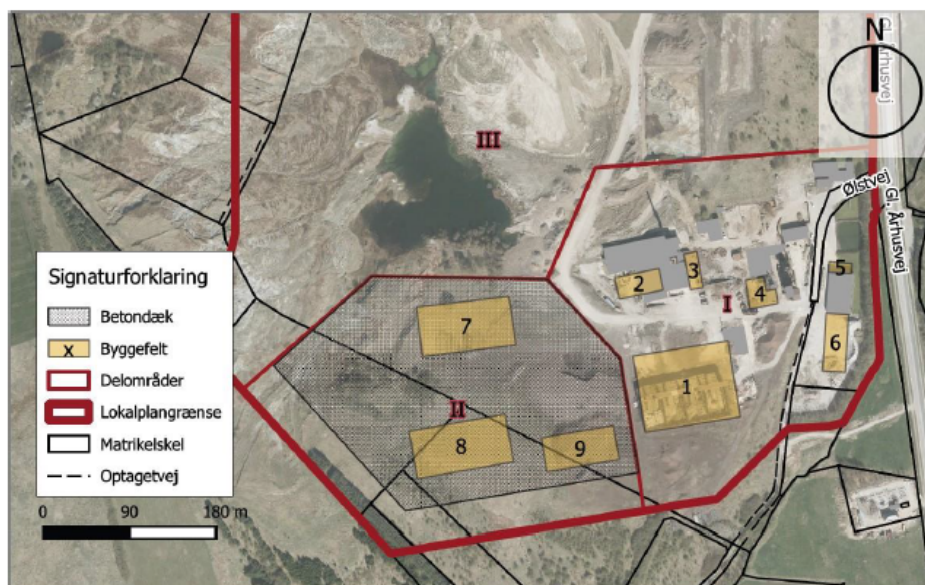 N
Gl. Århusvej
III
Ølstvej
Gl. Århusvej
Signaturforklaring
Betondæk
x Byggefelt
Delområder
Lokalplangrænse
Matrikelskel
Optagetvej
0 90 180 m
I
II
1
2
3
4
5
6
7
8
9